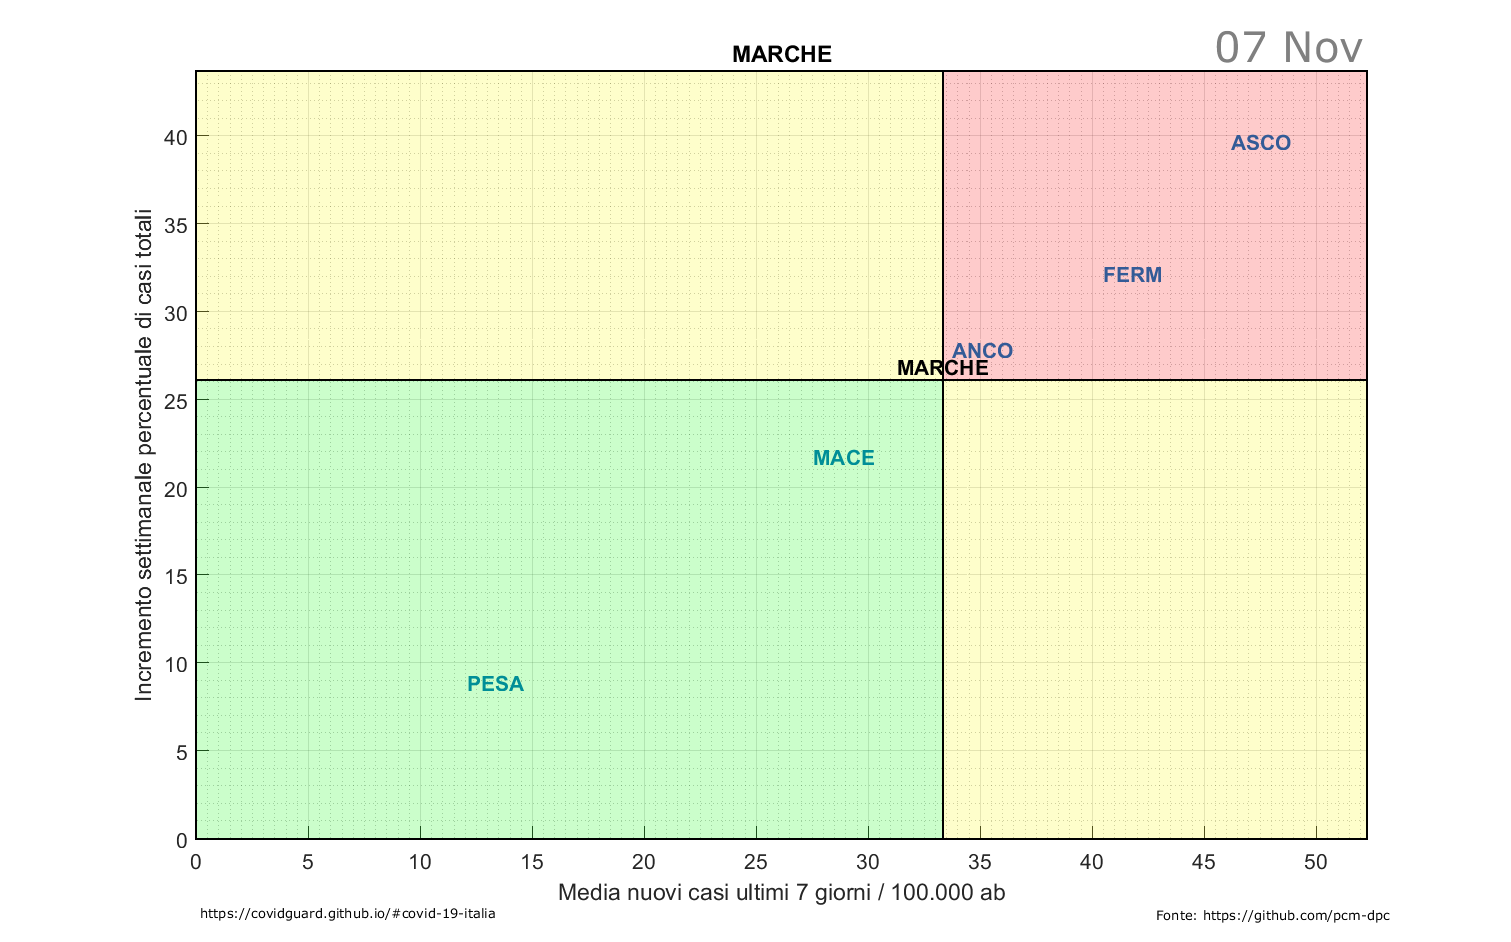 MARCHE
07 Nov
Incremento settimanale percentuale di casi totali
40
35
30
25
20
15
10
5
0
ASCO
FERM
ANCO
MARCHE
MACE
PESA
0 5 10 15 20 25 30 35 40 45 50
Media nuovi casi ultimi 7 giorni / 100.000 ab
https://covidguard.github.io/#covid-19-italia
Fonte: https://github.com/pcm-dpc